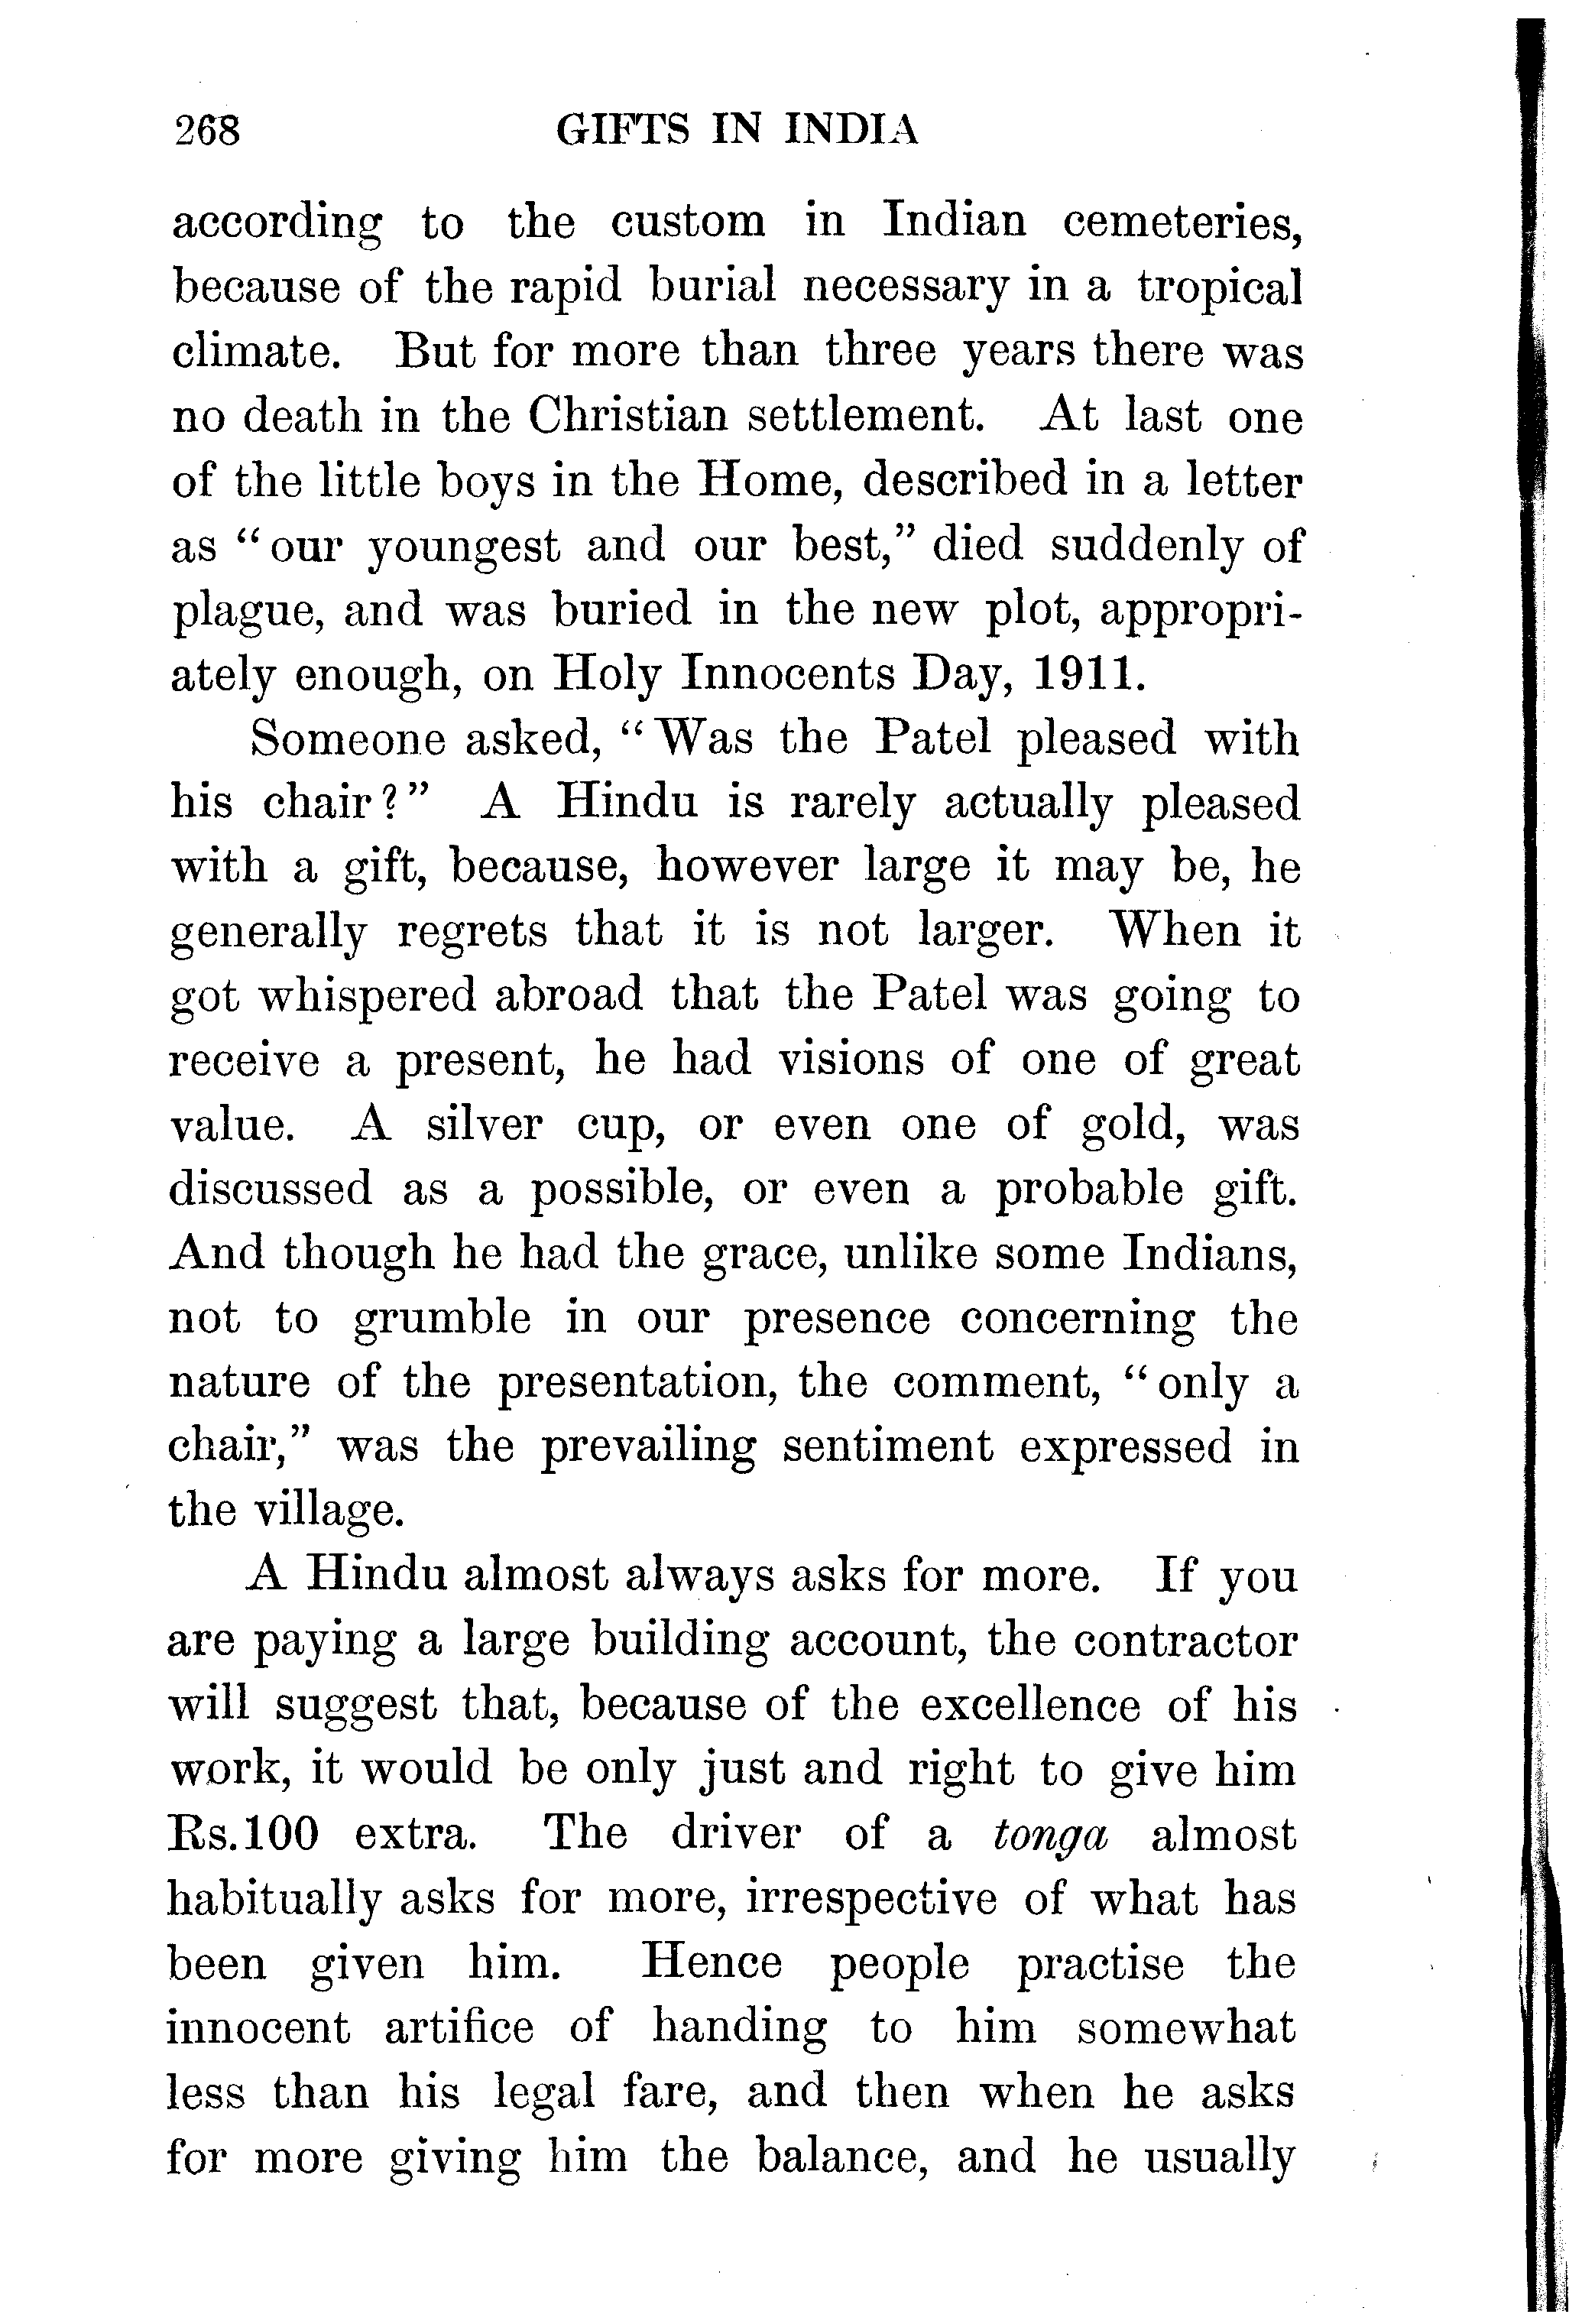 268 GIFTS IN INDIA
according to the custom in Indian cemeteries,
because of the rapid burial necessary in a tropical
climate. But for more than three years there was
no death in the Christian settlement. At last one
of the little boys in the Home, described in a letter
as “our youngest and our best,” died suddenly of
plague, and was buried in the new plot, appropri-
ately enough, on Holy Innocents Day, 1911.
Someone asked, “Was the Patel pleased with
his chair?” A Hindu is rarely actually pleased
with a gift, because, however large it may be, he
generally regrets that it is not larger. When it
got whispered abroad that the Patel was going to
receive a present, he had visions of one of great
value. A silver cup, or even one of gold, was
discussed as a possible, or even a probable gift.
And though he had the grace, unlike some Indians,
not to grumble in our presence concerning the
nature of the presentation, the comment, “only a
chair,” was the prevailing sentiment expressed in
the village.
A Hindu almost always asks for more. If you
are paying a large building account, the contractor
will suggest that, because of the excellence of his
work, it would be only just and right to give him
Rs.100 extra. The driver of a tonga almost
habitually asks for more, irrespective of what has
been given him. Hence people practise the
innocent artifice of handing to him somewhat
less than his legal fare, and then when he asks
for more giving him the balance, and he usually